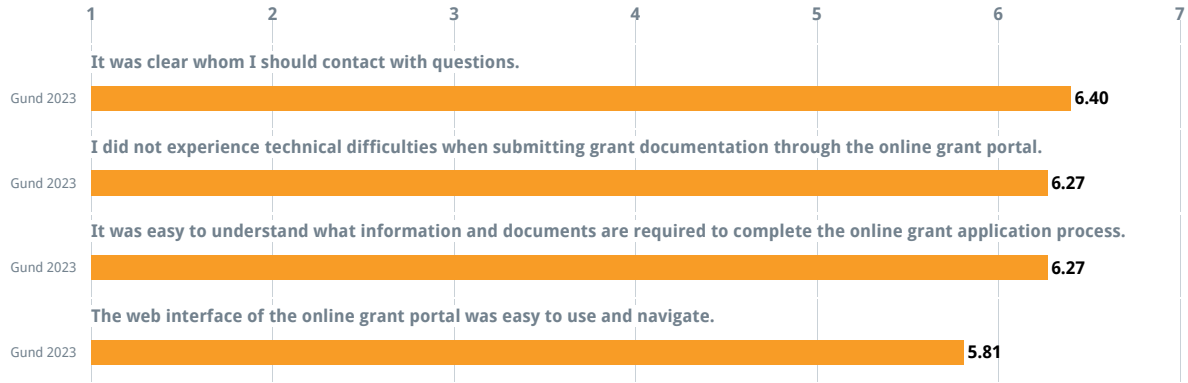 1 2 3 4 5 6 7
It was clear whom I should contact with questions.
Gund 2023 6.40
I did not experience technical difficulties when submitting grant documentation through the online grant portal.
Gund 2023 6.27
It was easy to understand what information and documents are required to complete the online grant application process.
Gund 2023 6.27
The web interface of the online grant portal was easy to use and navigate.
Gund 2023 5.81